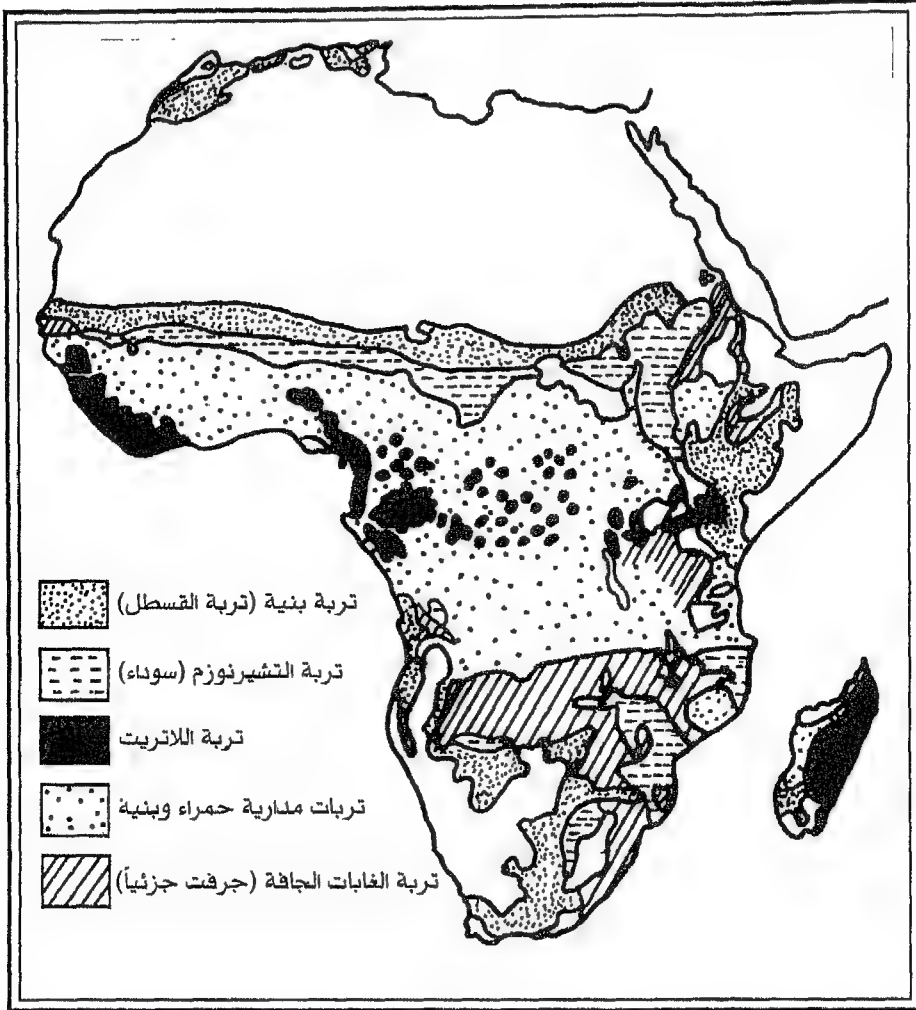 تربة بنية (تربة القسطل)
تربة التشيرنوزم (سوداء)
تربة اللاتريت
تربات مدارية حمراء وبنية
تربة الغابات الجافة (جرفت جزئياً)